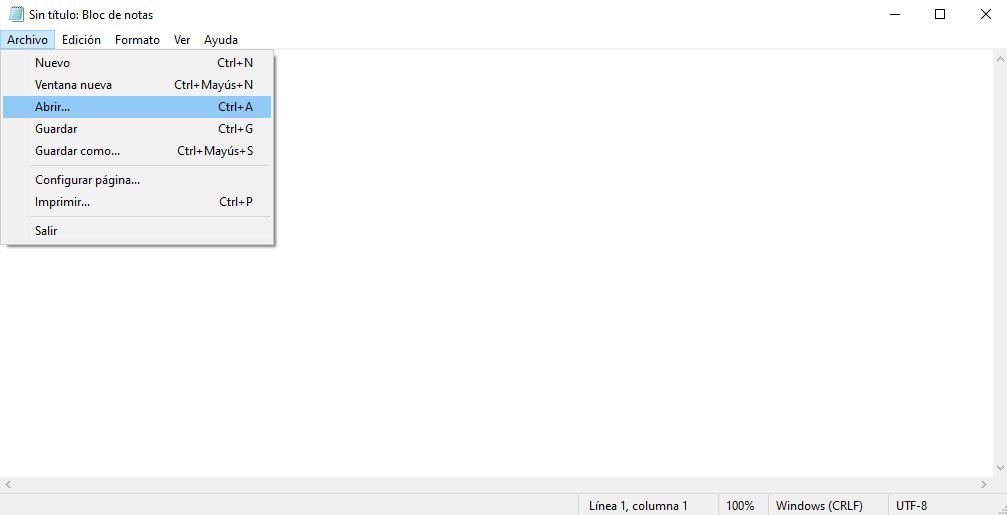 Sin título: Bloc de notas
Archivo Edición Formato Ver Ayuda
Nuevo Ctrl+N
Ventana nueva Ctrl+Mayús+N
Abrir... Ctrl+A
Guardar Ctrl+G
Guardar como... Ctrl+Mayús+S
Configurar página...
Imprimir... Ctrl+P
Salir
Línea 1, columna 1 100% Windows (CRLF) UTF-8